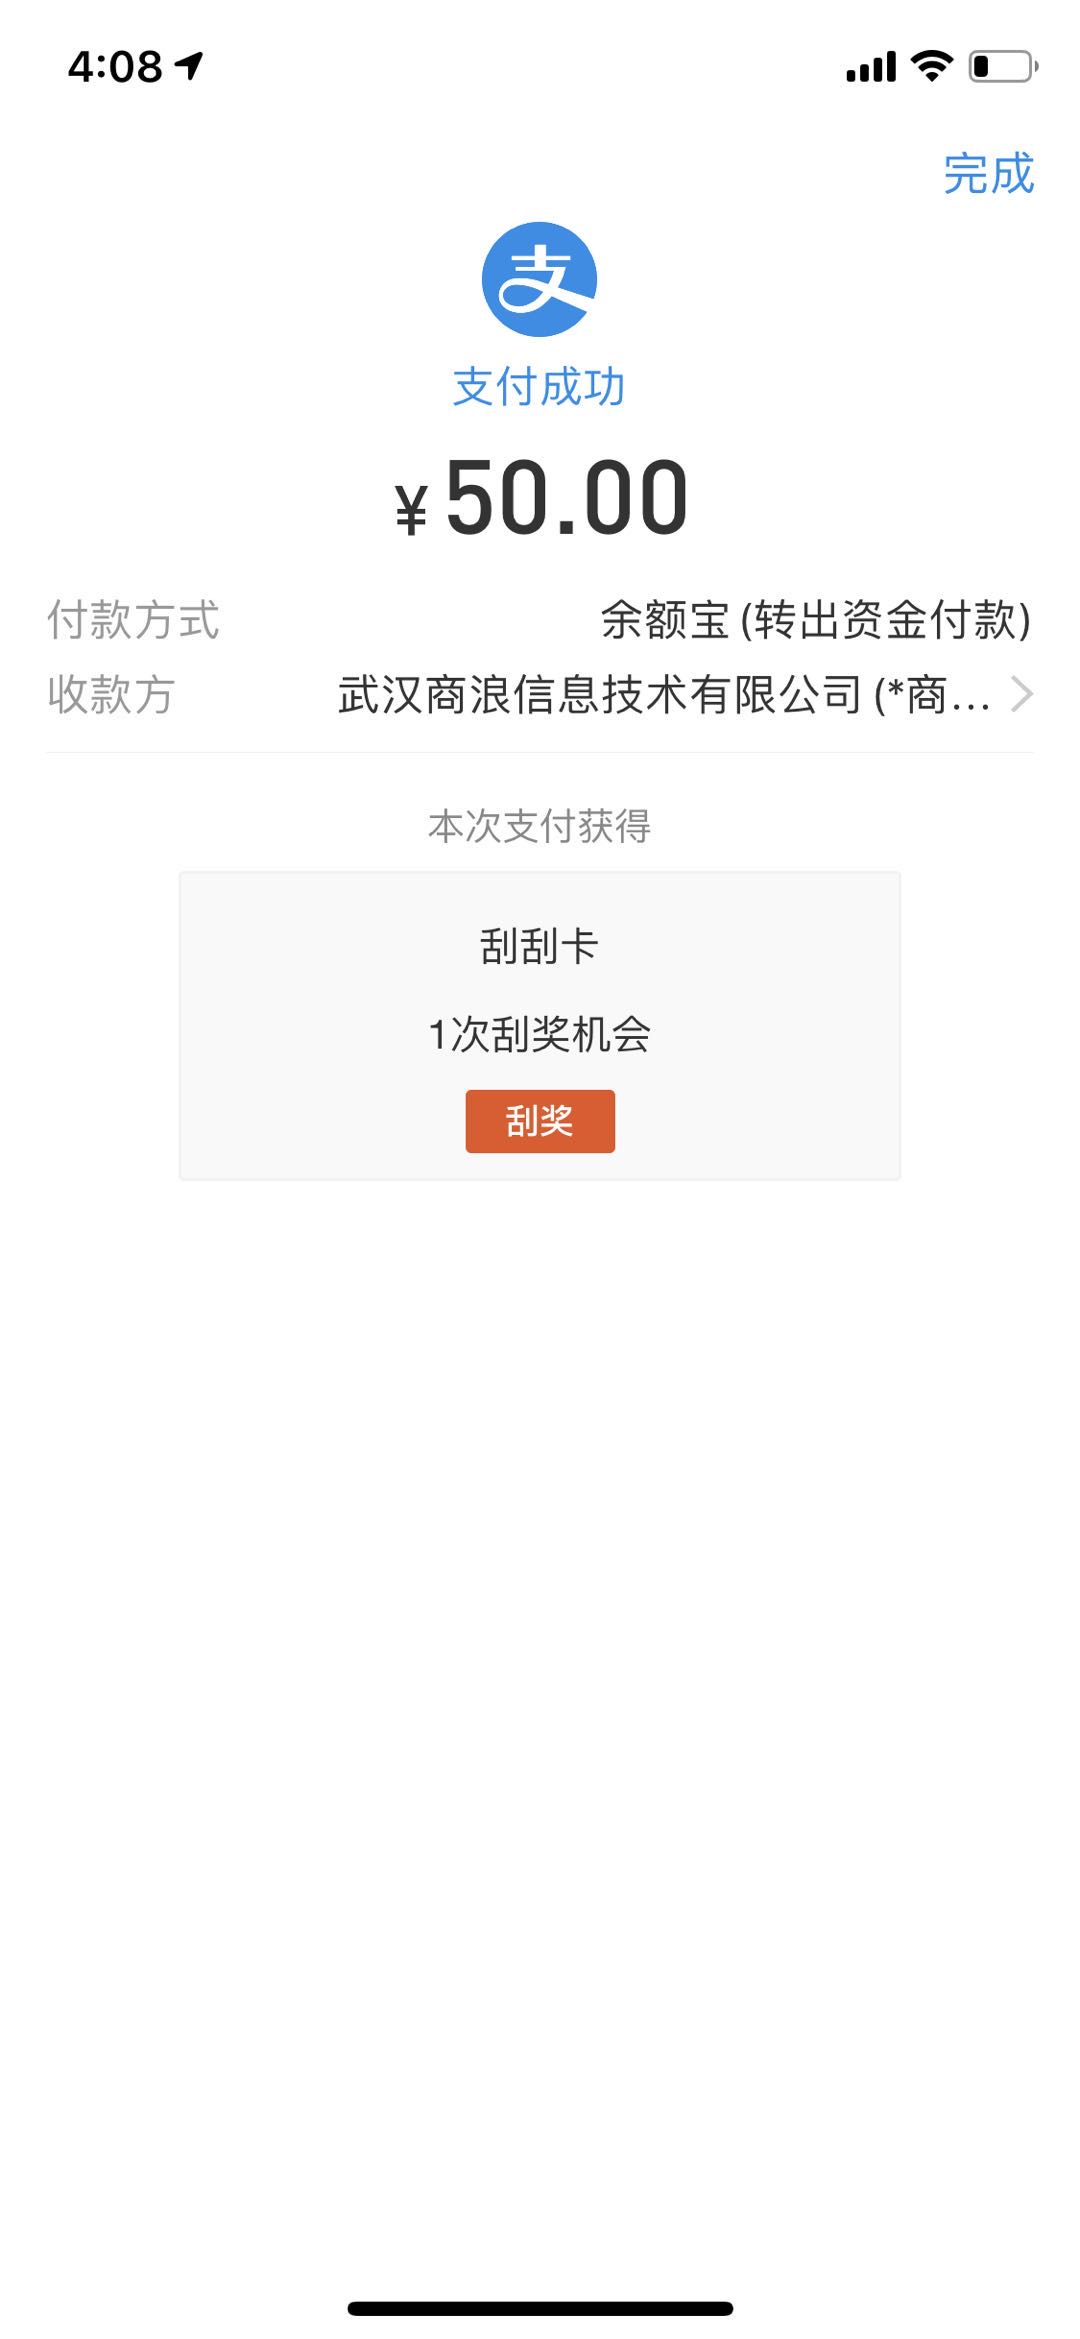 4:08
完成
支付成功
¥50.00
付款方式 余额宝 (转出资金付款)
收款方 武汉商浪信息技术有限公司 (*商...
本次支付获得
刮刮卡
1次刮奖机会
刮奖